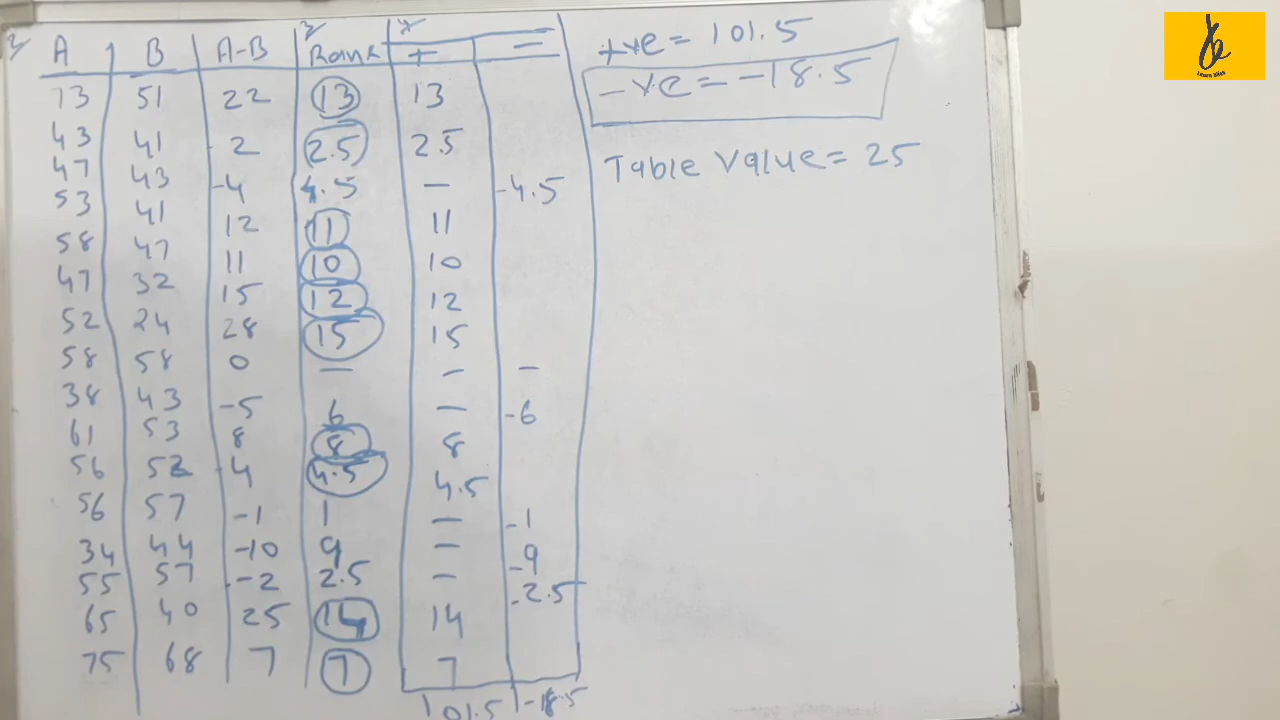 A B A-B Rank + -
73 51 22 13 13
43 41 2 2.5 2.5
47 43 -4 4.5 — -4.5
53 41 12 11 11
58 47 11 10 10
47 32 15 12 12
52 24 28 15 15
58 58 0 — — —
38 43 -5 6 — -6
61 53 8 8 8
56 52 4 4.5 4.5
56 57 -1 1 — -1
34 44 -10 9 — -9
55 57 -2 2.5 — -2.5
65 40 25 14 14
75 68 7 7 7
101.5 -18.5
+ve = 101.5
-ve = -18.5
Table Value = 25
Learn Bliss